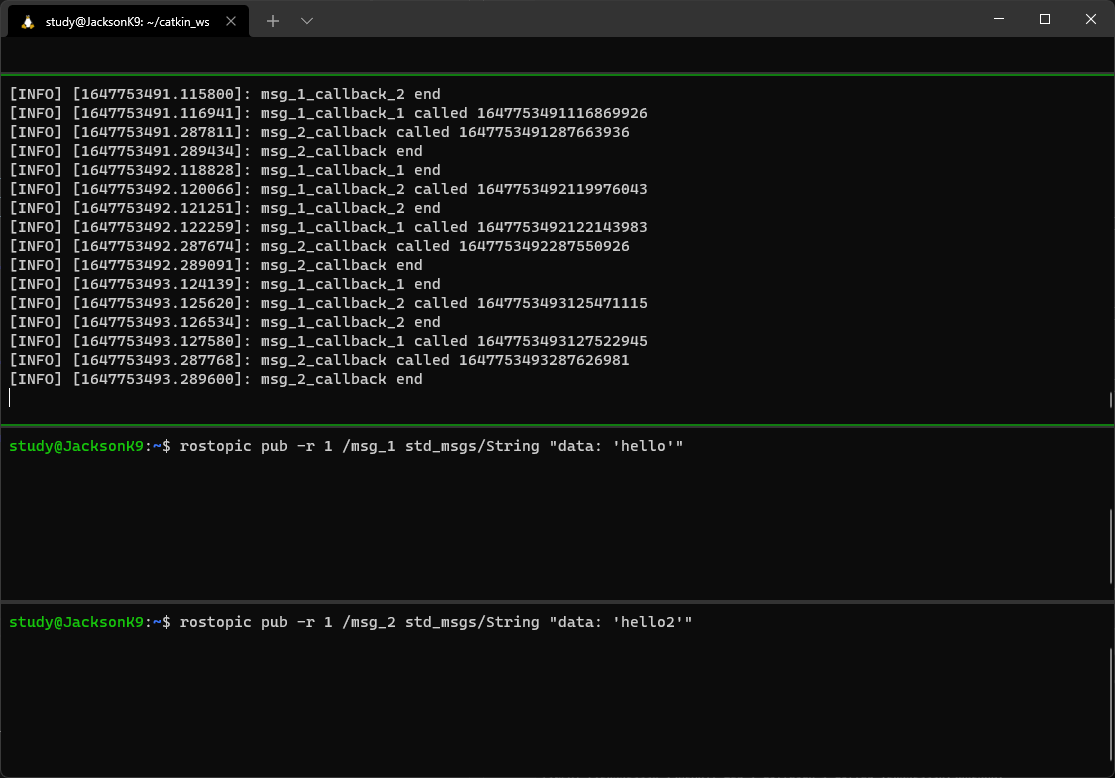 study@JacksonK9: ~/catkin_ws
[INFO] [1647753491.115800]: msg_1_callback_2 end
[INFO] [1647753491.116941]: msg_1_callback_1 called 1647753491116869926
[INFO] [1647753491.287811]: msg_2_callback called 1647753491287663936
[INFO] [1647753491.289434]: msg_2_callback end
[INFO] [1647753492.118828]: msg_1_callback_1 end
[INFO] [1647753492.120066]: msg_1_callback_2 called 1647753492119976043
[INFO] [1647753492.121251]: msg_1_callback_2 end
[INFO] [1647753492.122259]: msg_1_callback_1 called 1647753492122143983
[INFO] [1647753492.287674]: msg_2_callback called 1647753492287550926
[INFO] [1647753492.289091]: msg_2_callback end
[INFO] [1647753493.124139]: msg_1_callback_1 end
[INFO] [1647753493.125620]: msg_1_callback_2 called 1647753493125471115
[INFO] [1647753493.126534]: msg_1_callback_2 end
[INFO] [1647753493.127580]: msg_1_callback_1 called 1647753493127522945
[INFO] [1647753493.287768]: msg_2_callback called 1647753493287626981
[INFO] [1647753493.289600]: msg_2_callback end
study@JacksonK9:~$ rostopic pub -r 1 /msg_1 std_msgs/String "data: 'hello'"
study@JacksonK9:~$ rostopic pub -r 1 /msg_2 std_msgs/String "data: 'hello2'"